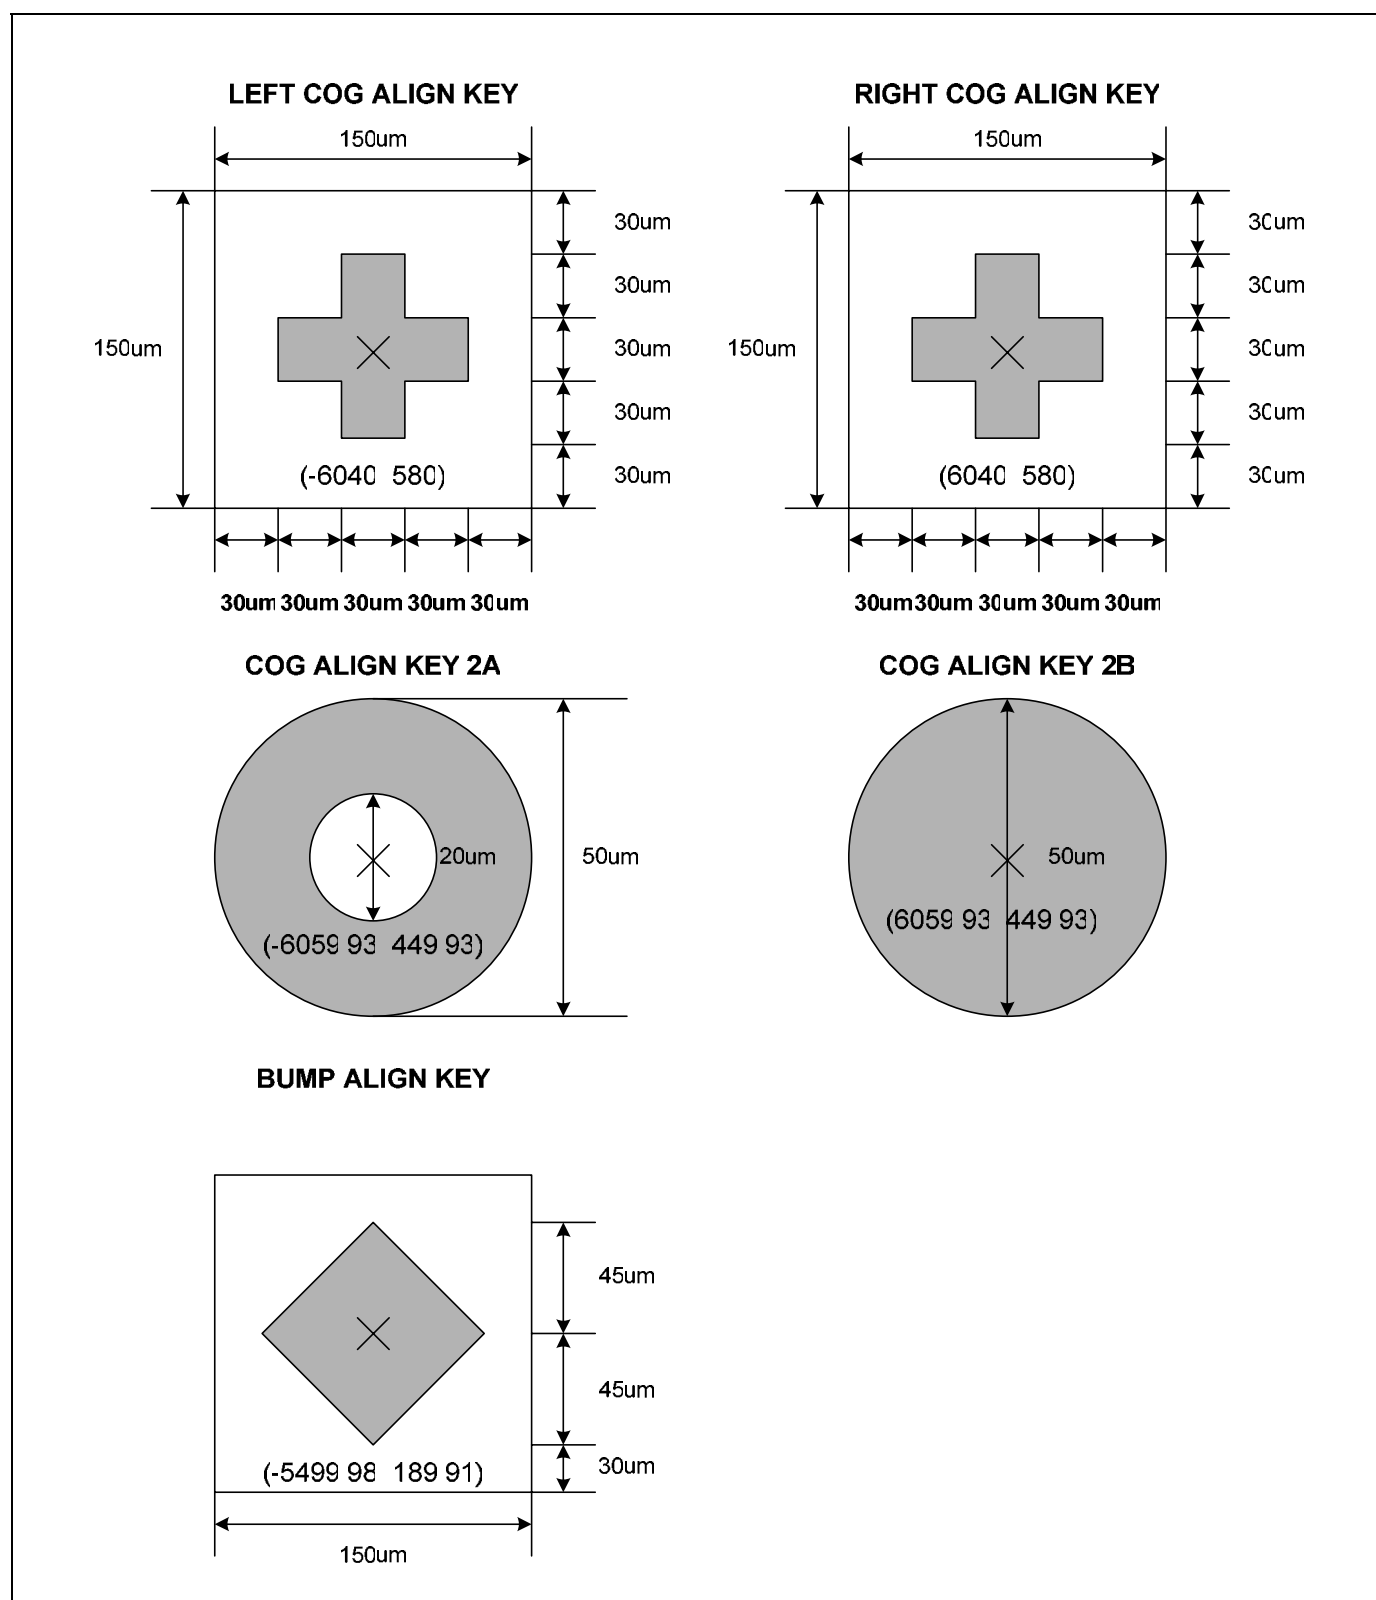 LEFT COG ALIGN KEY
150um
150um
30um
30um
30um
30um
30um
(-6040 580)
30um 30um 30um 30um 30um
RIGHT COG ALIGN KEY
150um
150um
30um
30um
30um
30um
30um
(6040 580)
30um 30um 30um 30um 30um
COG ALIGN KEY 2A
20um
50um
(-6059 93 449 93)
COG ALIGN KEY 2B
50um
(6059 93 449 93)
BUMP ALIGN KEY
45um
45um
30um
(-5499 98 189 91)
150um